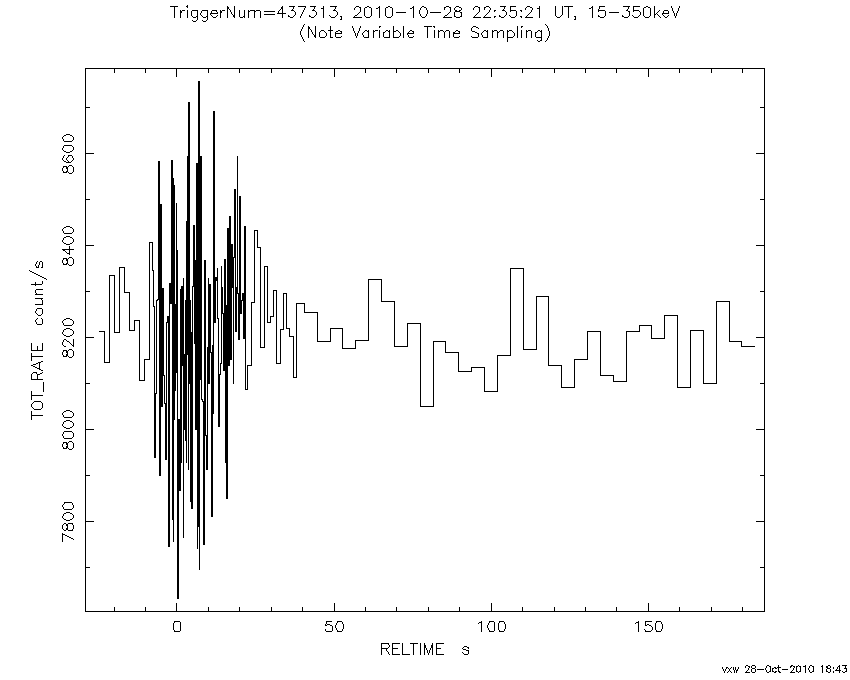 TriggerNum=437313, 2010-10-28 22:35:21 UT, 15-350keV
(Note Variable Time Sampling)
8600
8400
8200
8000
7800
TOT_RATE count/s
0 50 100 150
RELTIME s
vxw 28-Oct-2010 18:43